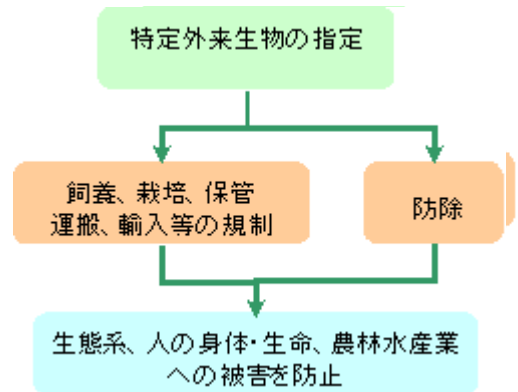 特定外来生物の指定
飼養、栽培、保管
運搬、輸入等の規制
防除
生態系、人の身体・生命、農林水産業
への被害を防止